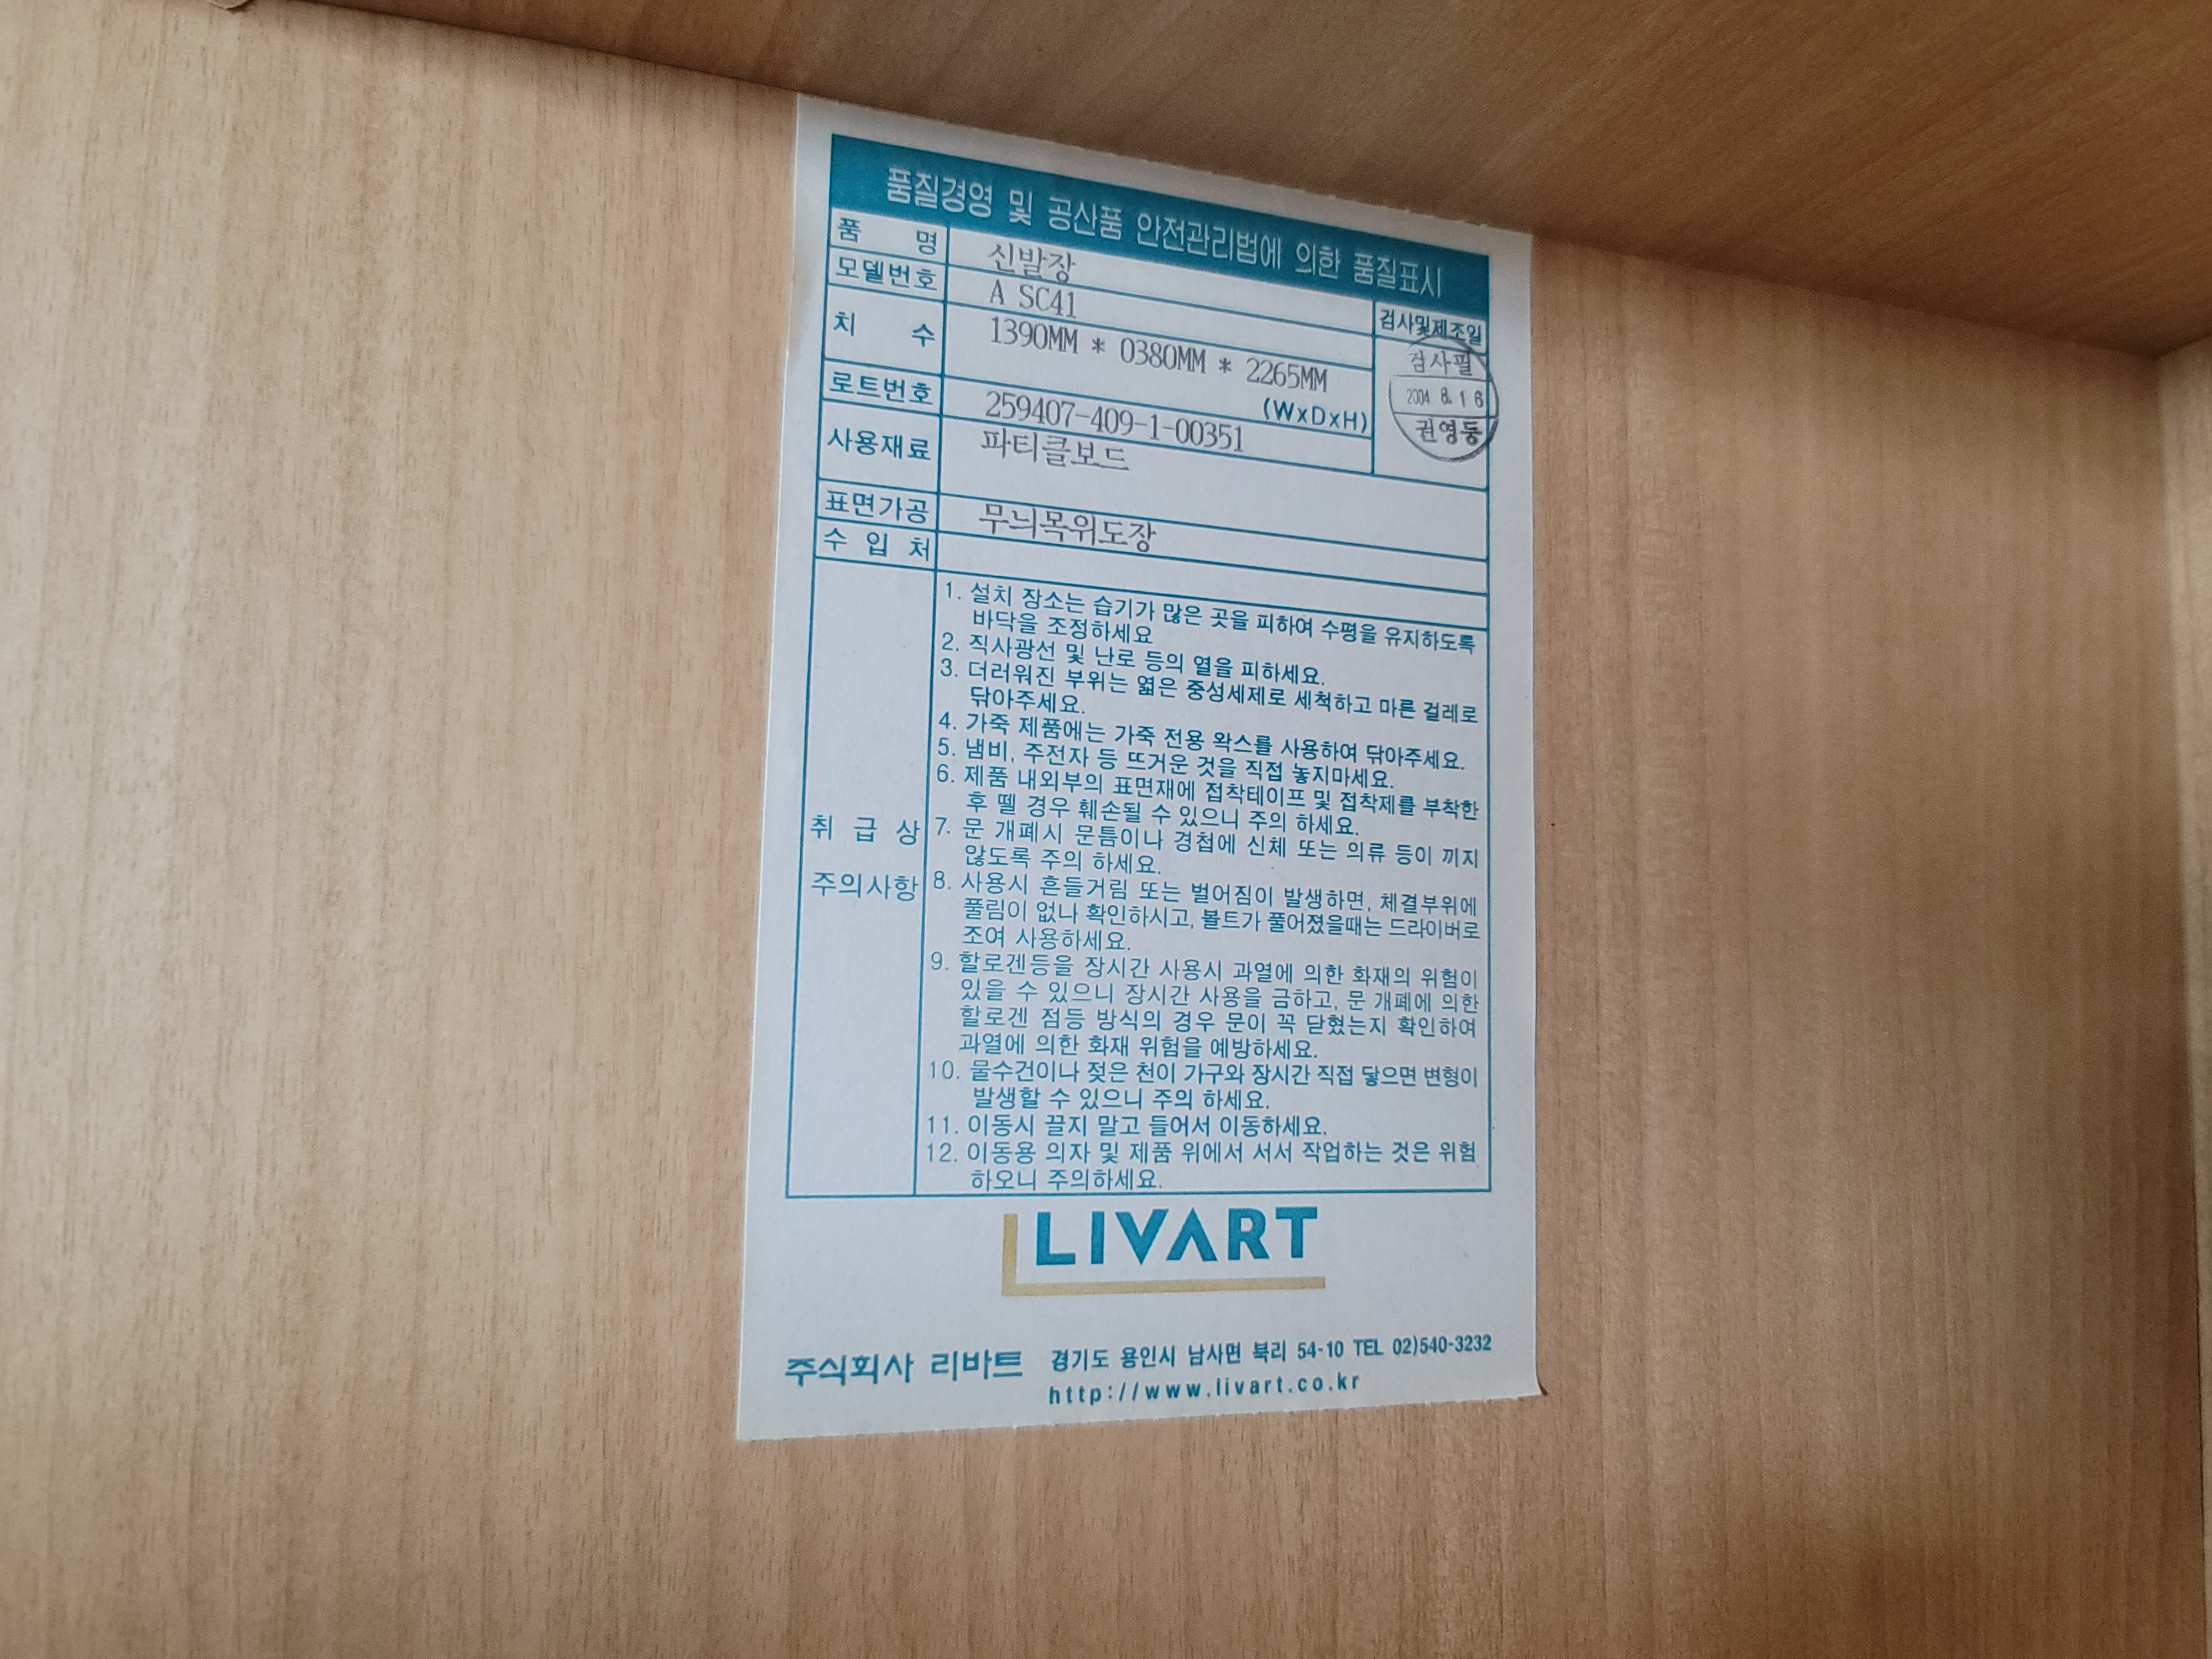 품질경영 및 공산품 안전관리법에 의한 품질표시
품 명 신발장
모델번호 A SC41
검사및제조일
치 수 1390MM * 0380MM * 2265MM
(WxDxH)
검사필
2004 8. 16
권영동
로트번호 259407-409-1-00351
사용재료 파티클보드
표면가공 무늬목위도장
수 입 처
취 급 상
주의사항
1. 설치 장소는 습기가 많은 곳을 피하여 수평을 유지하도록
바닥을 조정하세요
2. 직사광선 및 난로 등의 열을 피하세요.
3. 더러워진 부위는 엷은 중성세제로 세척하고 마른 걸레로
닦아주세요.
4. 가죽 제품에는 가죽 전용 왁스를 사용하여 닦아주세요.
5. 냄비, 주전자 등 뜨거운 것을 직접 놓지마세요.
6. 제품 내외부의 표면재에 접착테이프 및 접착제를 부착한
후 뗄 경우 훼손될 수 있으니 주의 하세요.
7. 문 개폐시 문틈이나 경첩에 신체 또는 의류 등이 끼지
않도록 주의 하세요.
8. 사용시 흔들거림 또는 벌어짐이 발생하면, 체결부위에
풀림이 없나 확인하시고, 볼트가 풀어졌을때는 드라이버로
조여 사용하세요.
9. 할로겐등을 장시간 사용시 과열에 의한 화재의 위험이
있을 수 있으니 장시간 사용을 금하고, 문 개폐에 의한
할로겐 점등 방식의 경우 문이 꼭 닫혔는지 확인하여
과열에 의한 화재 위험을 예방하세요.
10. 물수건이나 젖은 천이 가구와 장시간 직접 닿으면 변형이
발생할 수 있으니 주의 하세요.
11. 이동시 끌지 말고 들어서 이동하세요.
12. 이동용 의자 및 제품 위에서 서서 작업하는 것은 위험
하오니 주의하세요.
LIVART
주식회사 리바트 경기도 용인시 남사면 북리 54-10 TEL 02)540-3232
http://www.livart.co.kr